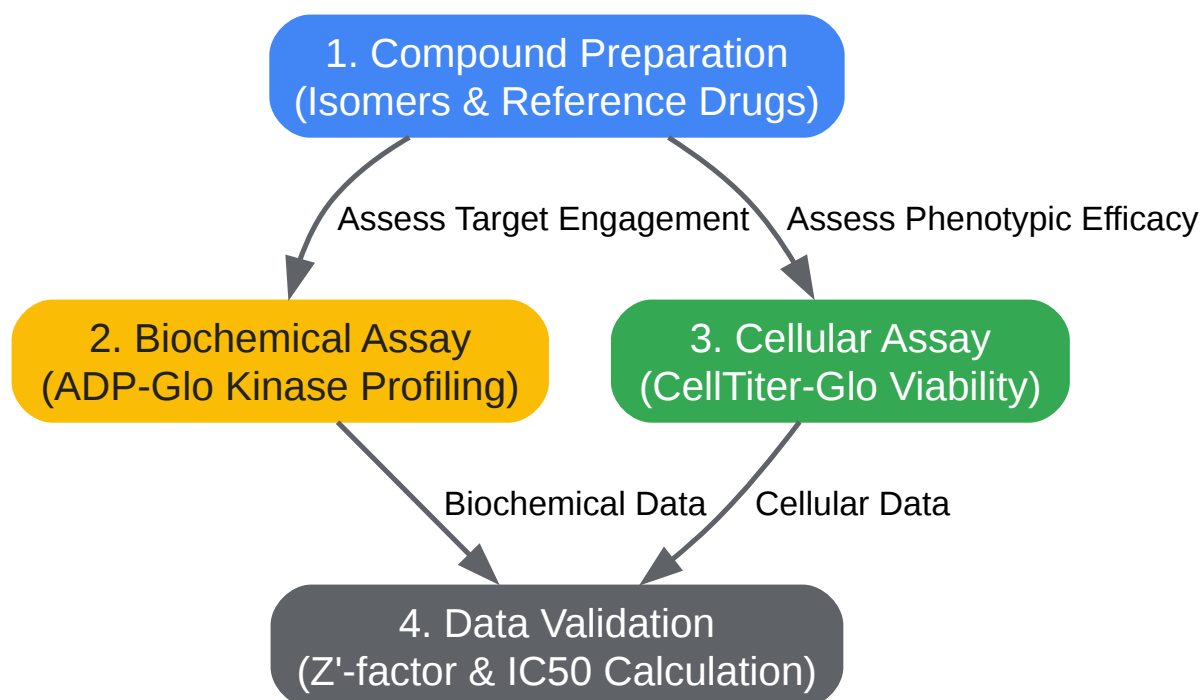 1. Compound Preparation
(Isomers & Reference Drugs)
Assess Target Engagement
Assess Phenotypic Efficacy
2. Biochemical Assay
(ADP-Glo Kinase Profiling)
3. Cellular Assay
(CellTiter-Glo Viability)
Biochemical Data
Cellular Data
4. Data Validation
(Z'-factor & IC50 Calculation)